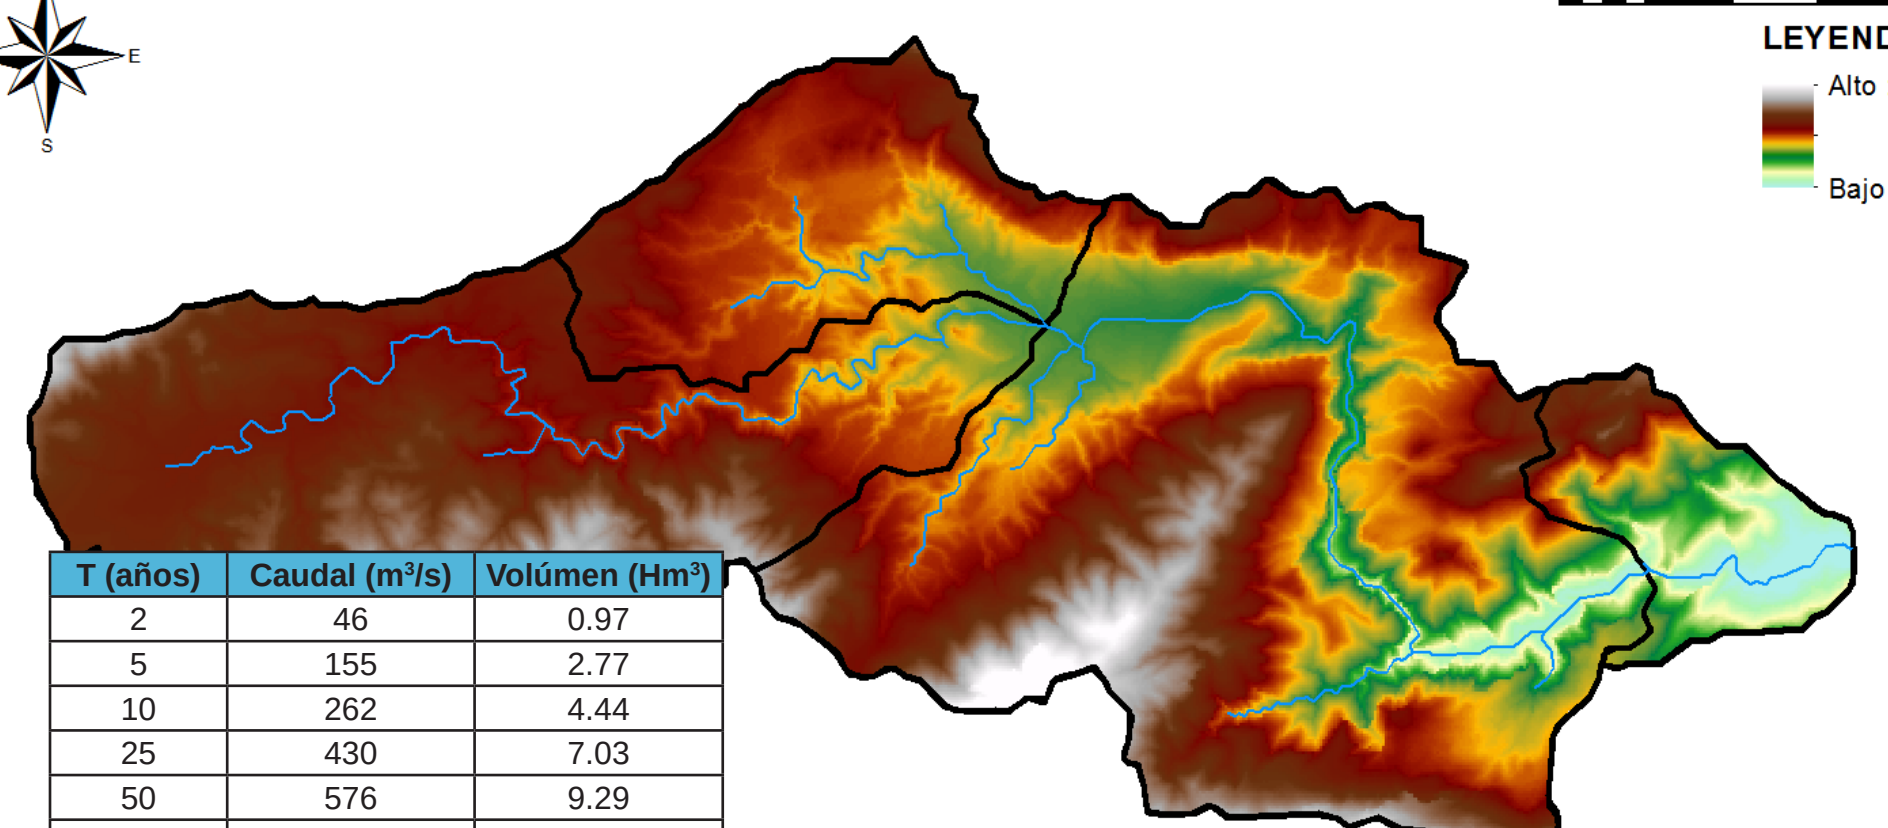 E
S
LEYEND
Alto
Bajo
T (años) Caudal (m³/s) Volúmen (Hm³)
2 46 0.97
5 155 2.77
10 262 4.44
25 430 7.03
50 576 9.29